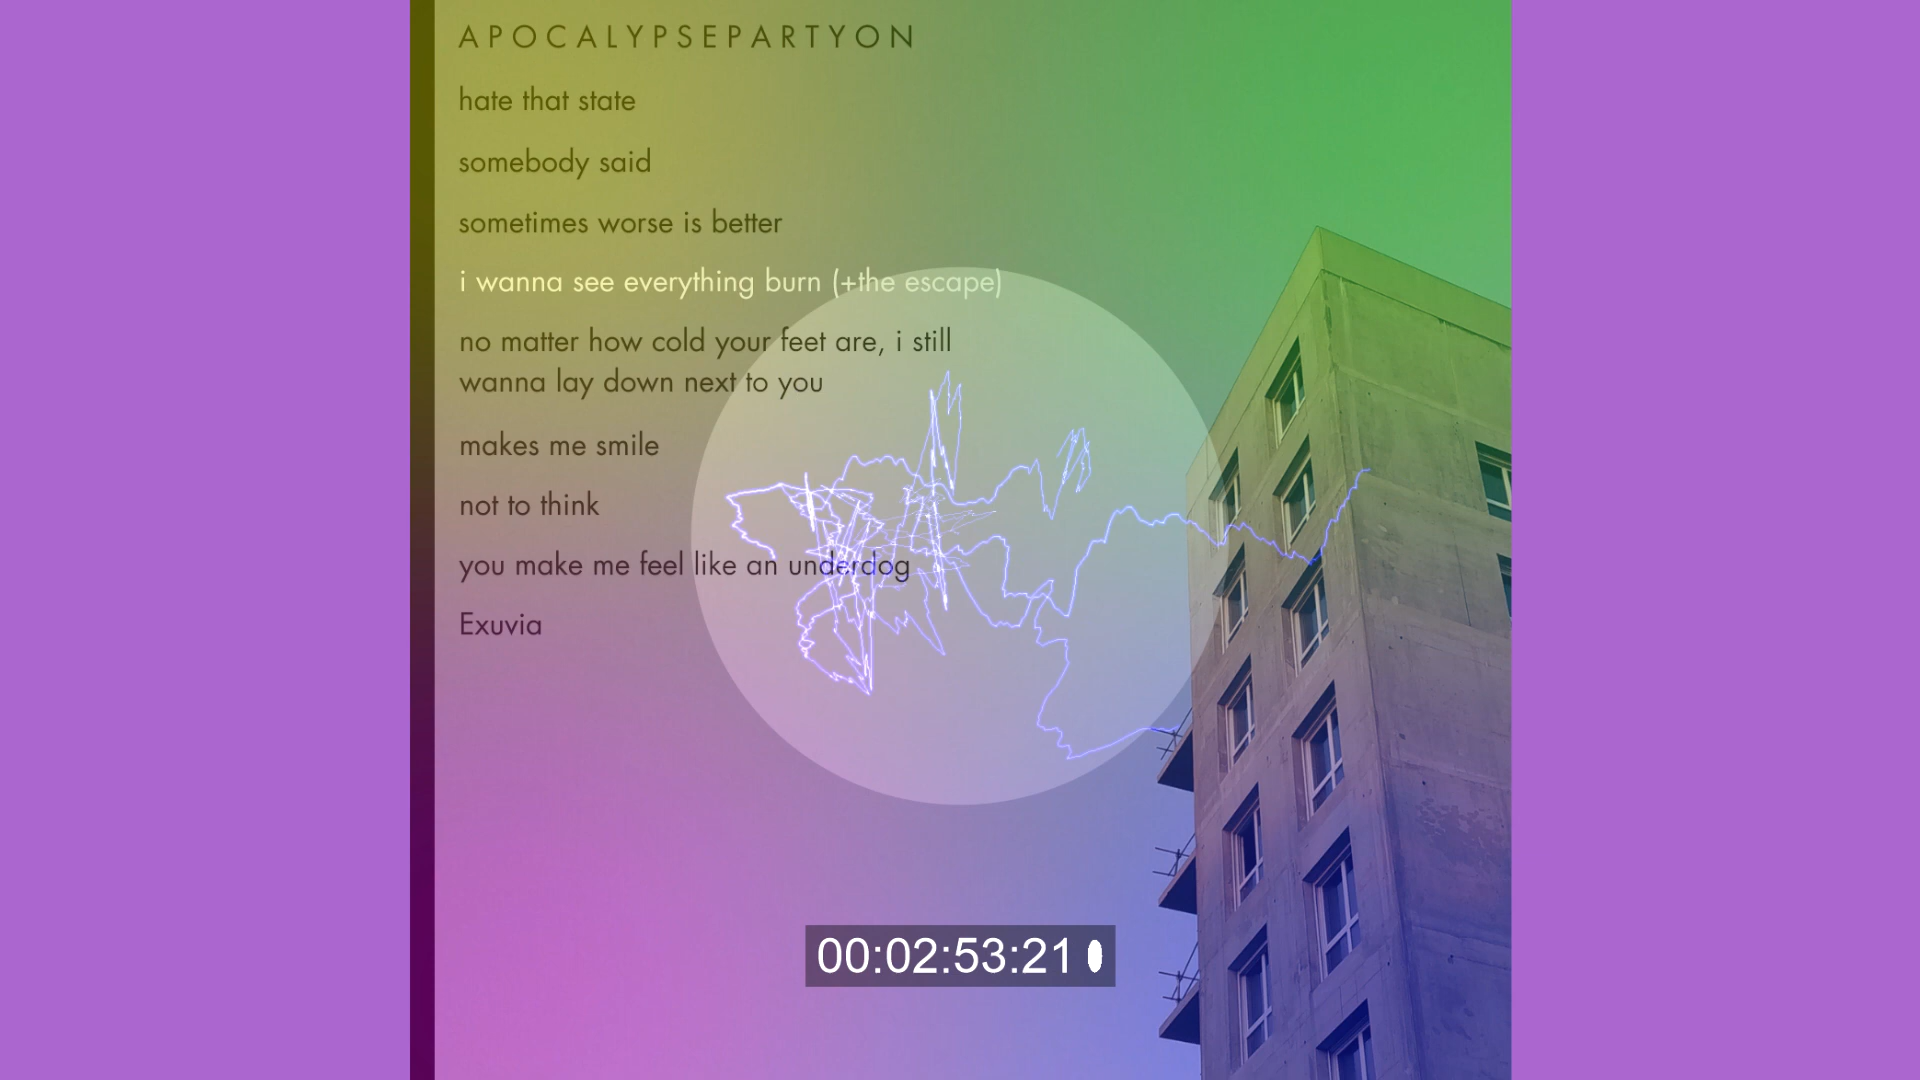 APOCALYPSEPARTYON
hate that state
somebody said
sometimes worse is better
i wanna see everything burn (+the escape)
no matter how cold your feet are, i still
wanna lay down next to you
makes me smile
not to think
you make me feel like an underdog
Exuvia
00:02:53:21